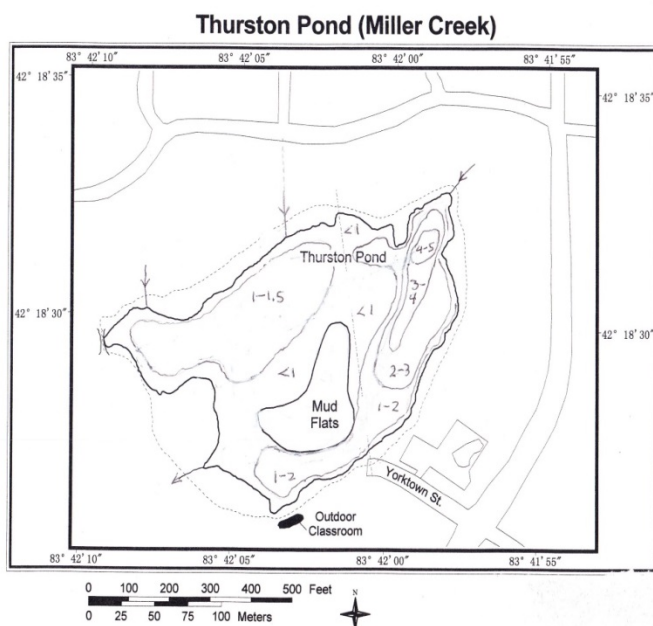 Thurston Pond (Miller Creek)
83° 42' 10" 83° 42' 05" 83° 42' 00" 83° 41' 55"
42° 18' 35" 42° 18' 35"
<1
Thurston Pond
4-5
1-1,5
3-4
<1
42° 18' 30" 42° 18' 30"
<1
2-3
Mud
Flats
1-2
1-2
Yorktown St.
Outdoor
Classroom
83° 42' 10" 83° 42' 05" 83° 42' 00" 83° 41' 55"
0 100 200 300 400 500 Feet
0 25 50 75 100 Meters
N